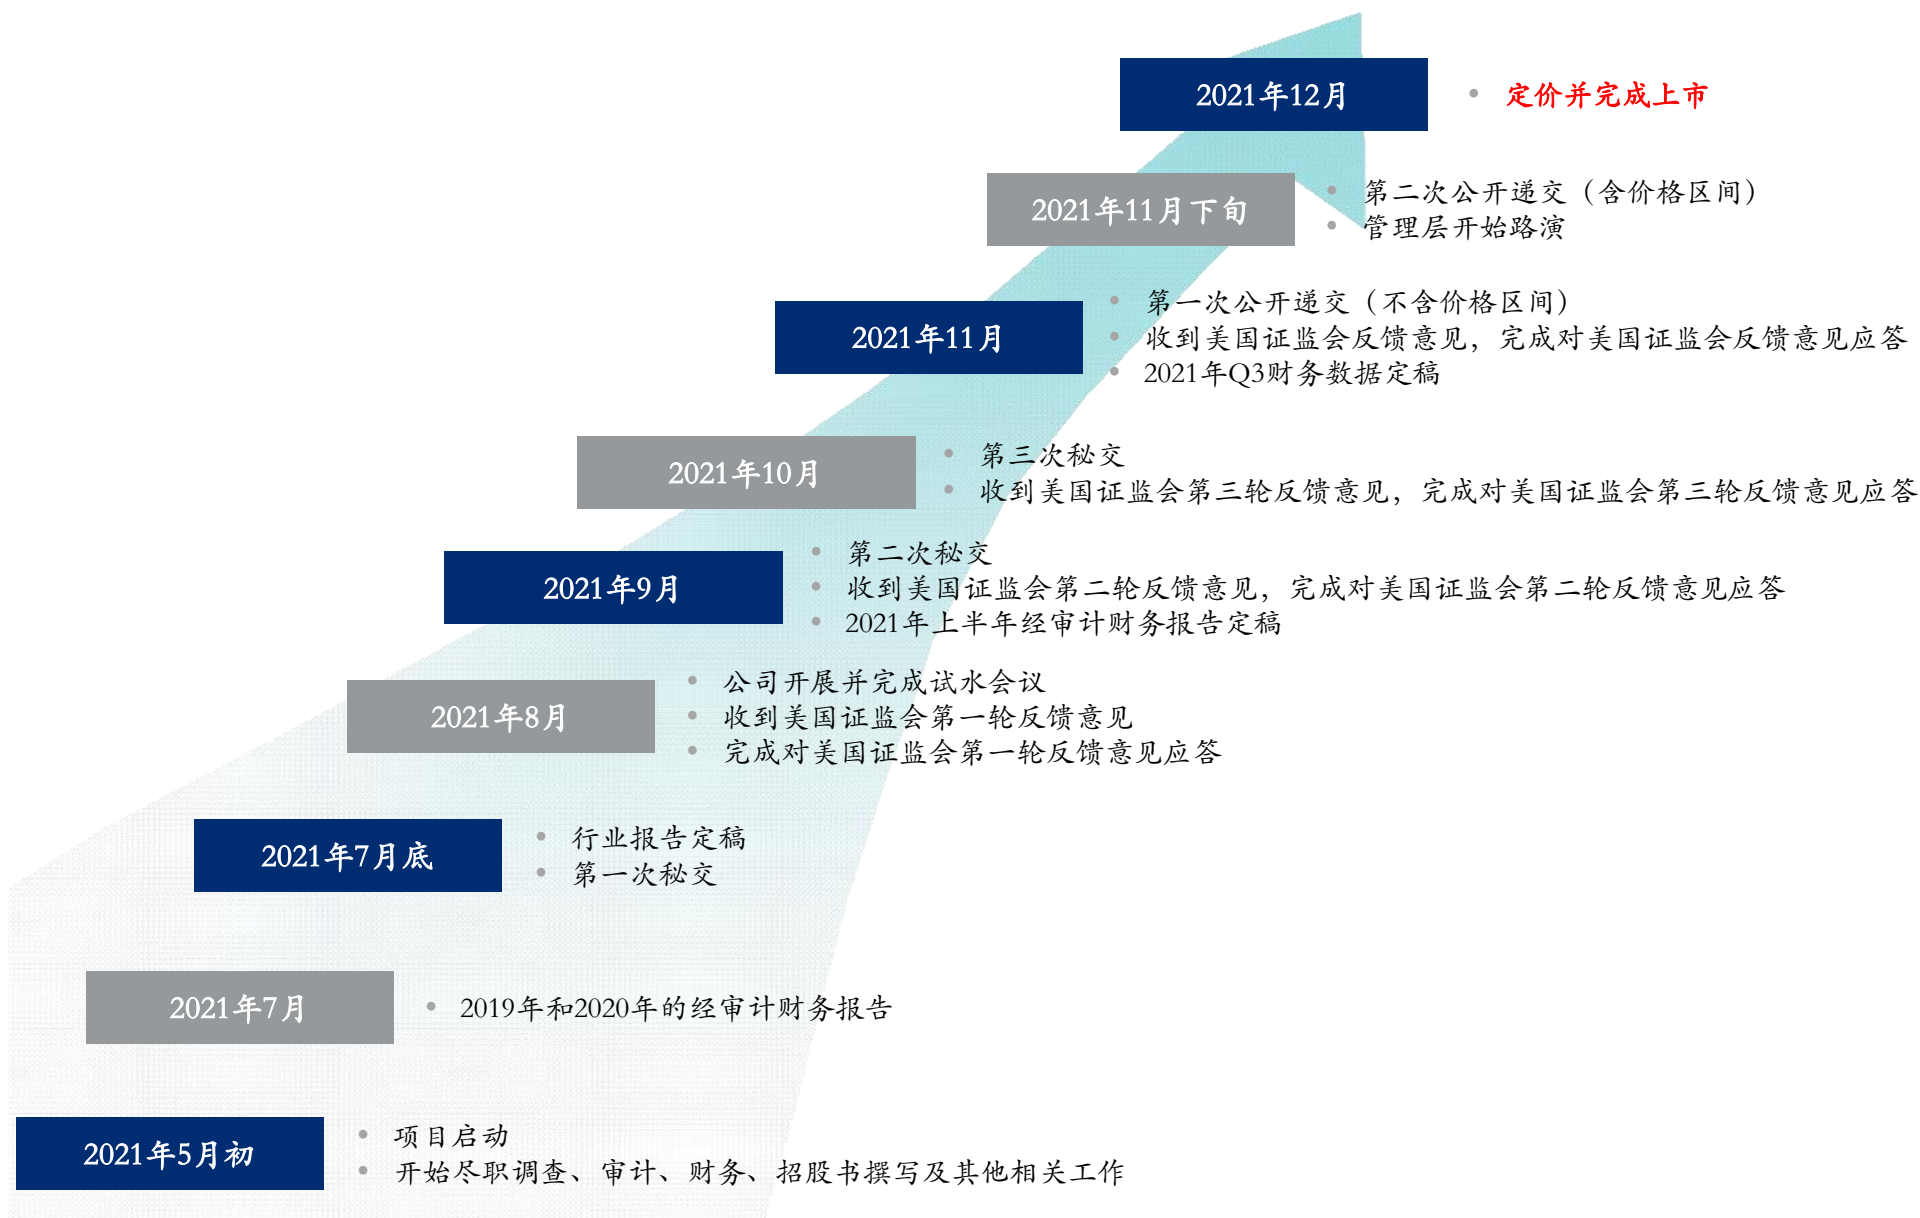 2021年12月
• 定价并完成上市
2021年11月下旬
• 第二次公开递交（含价格区间）
• 管理层开始路演
2021年11月
• 第一次公开递交（不含价格区间）
• 收到美国证监会反馈意见，完成对美国证监会反馈意见应答
• 2021年Q3财务数据定稿
2021年10月
• 第三次秘交
• 收到美国证监会第三轮反馈意见，完成对美国证监会第三轮反馈意见应答
2021年9月
• 第二次秘交
• 收到美国证监会第二轮反馈意见，完成对美国证监会第二轮反馈意见应答
• 2021年上半年经审计财务报告定稿
2021年8月
• 公司开展并完成试水会议
• 收到美国证监会第一轮反馈意见
• 完成对美国证监会第一轮反馈意见应答
2021年7月底
• 行业报告定稿
• 第一次秘交
2021年7月
• 2019年和2020年的经审计财务报告
2021年5月初
• 项目启动
• 开始尽职调查、审计、财务、招股书撰写及其他相关工作